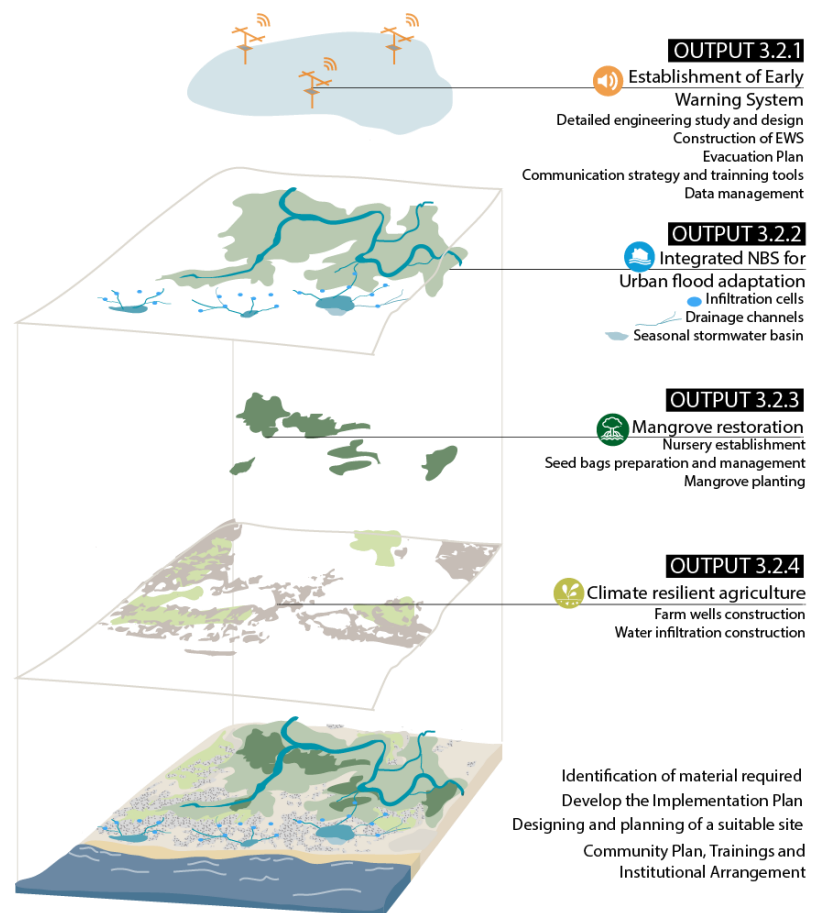 OUTPUT 3.2.1
Establishment of Early
Warning System
Detailed engineering study and design
Construction of EWS
Evacuation Plan
Communication strategy and trainning tools
Data management
OUTPUT 3.2.2
Integrated NBS for
Urban flood adaptation
Infiltration cells
Drainage channels
Seasonal stormwater basin
OUTPUT 3.2.3
Mangrove restoration
Nursery establishment
Seed bags preparation and management
Mangrove planting
OUTPUT 3.2.4
Climate resilient agriculture
Farm wells construction
Water infiltration construction
Identification of material required
Develop the Implementation Plan
Designing and planning of a suitable site
Community Plan, Trainings and
Institutional Arrangement